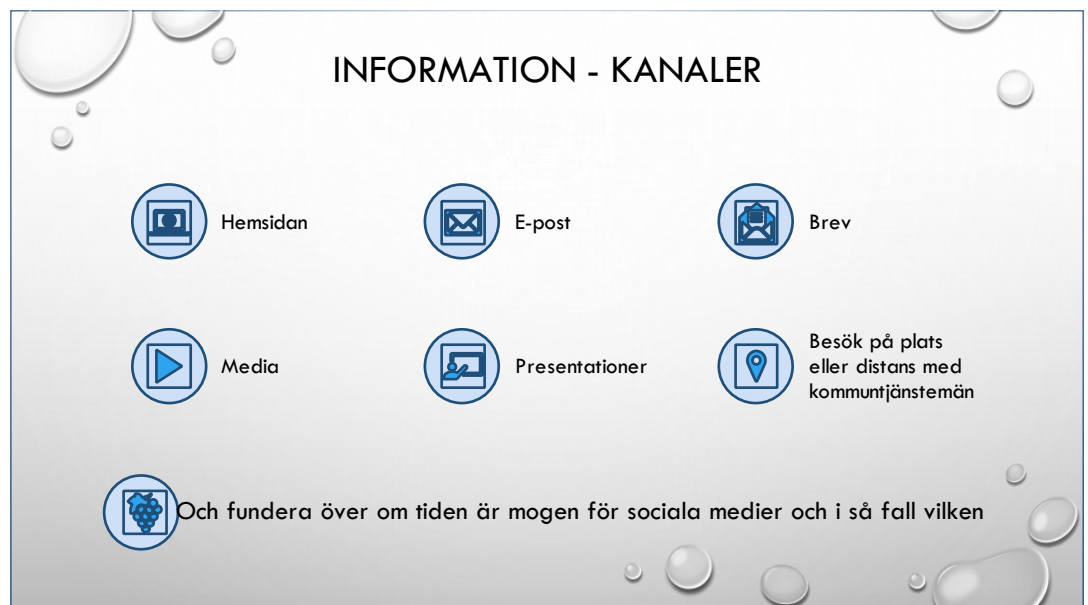 INFORMATION - KANALER
Hemsidan
E-post
Brev
Media
Presentationer
Besök på plats
eller distans med
kommuntjänstemän
Och fundera över om tiden är mogen för sociala medier och i så fall vilken